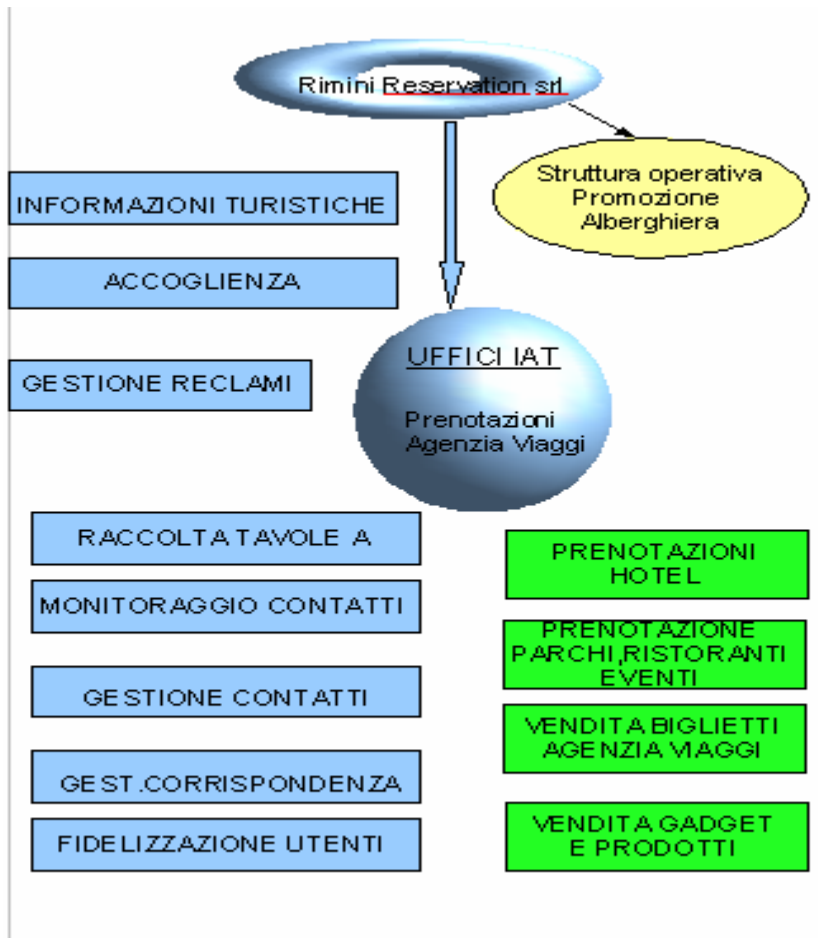 Rimini Reservation srl
Struttura operativa
Promozione
Alberghiera
INFORMAZIONI TURISTICHE
ACCOGLIENZA
GESTIONE RECLAMI
UFFICI IAT
Prenotazioni
Agenzia Viaggi
RACCOLTA TAVOLE A
MONITORAGGIO CONTATTI
GESTIONE CONTATTI
GEST.CORRISPONDENZA
FIDELIZZAZIONE UTENTI
PRENOTAZIONI
HOTEL
PRENOTAZIONE
PARCHI,RISTORANTI
EVENTI
VENDITA BIGLIETTI
AGENZIA VIAGGI
VENDITA GADGET
E PRODOTTI